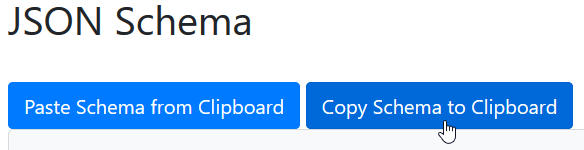 JSON Schema
Paste Schema from Clipboard
Copy Schema to Clipboard